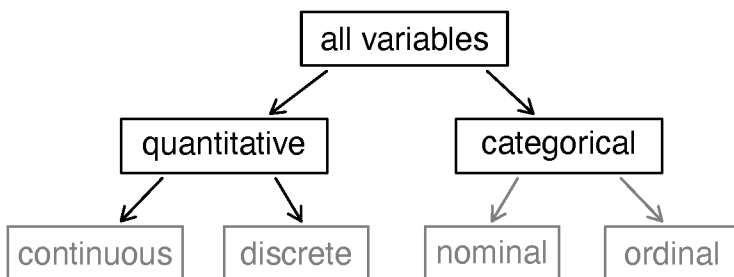 all variables
quantitative
categorical
continuous
discrete
nominal
ordinal